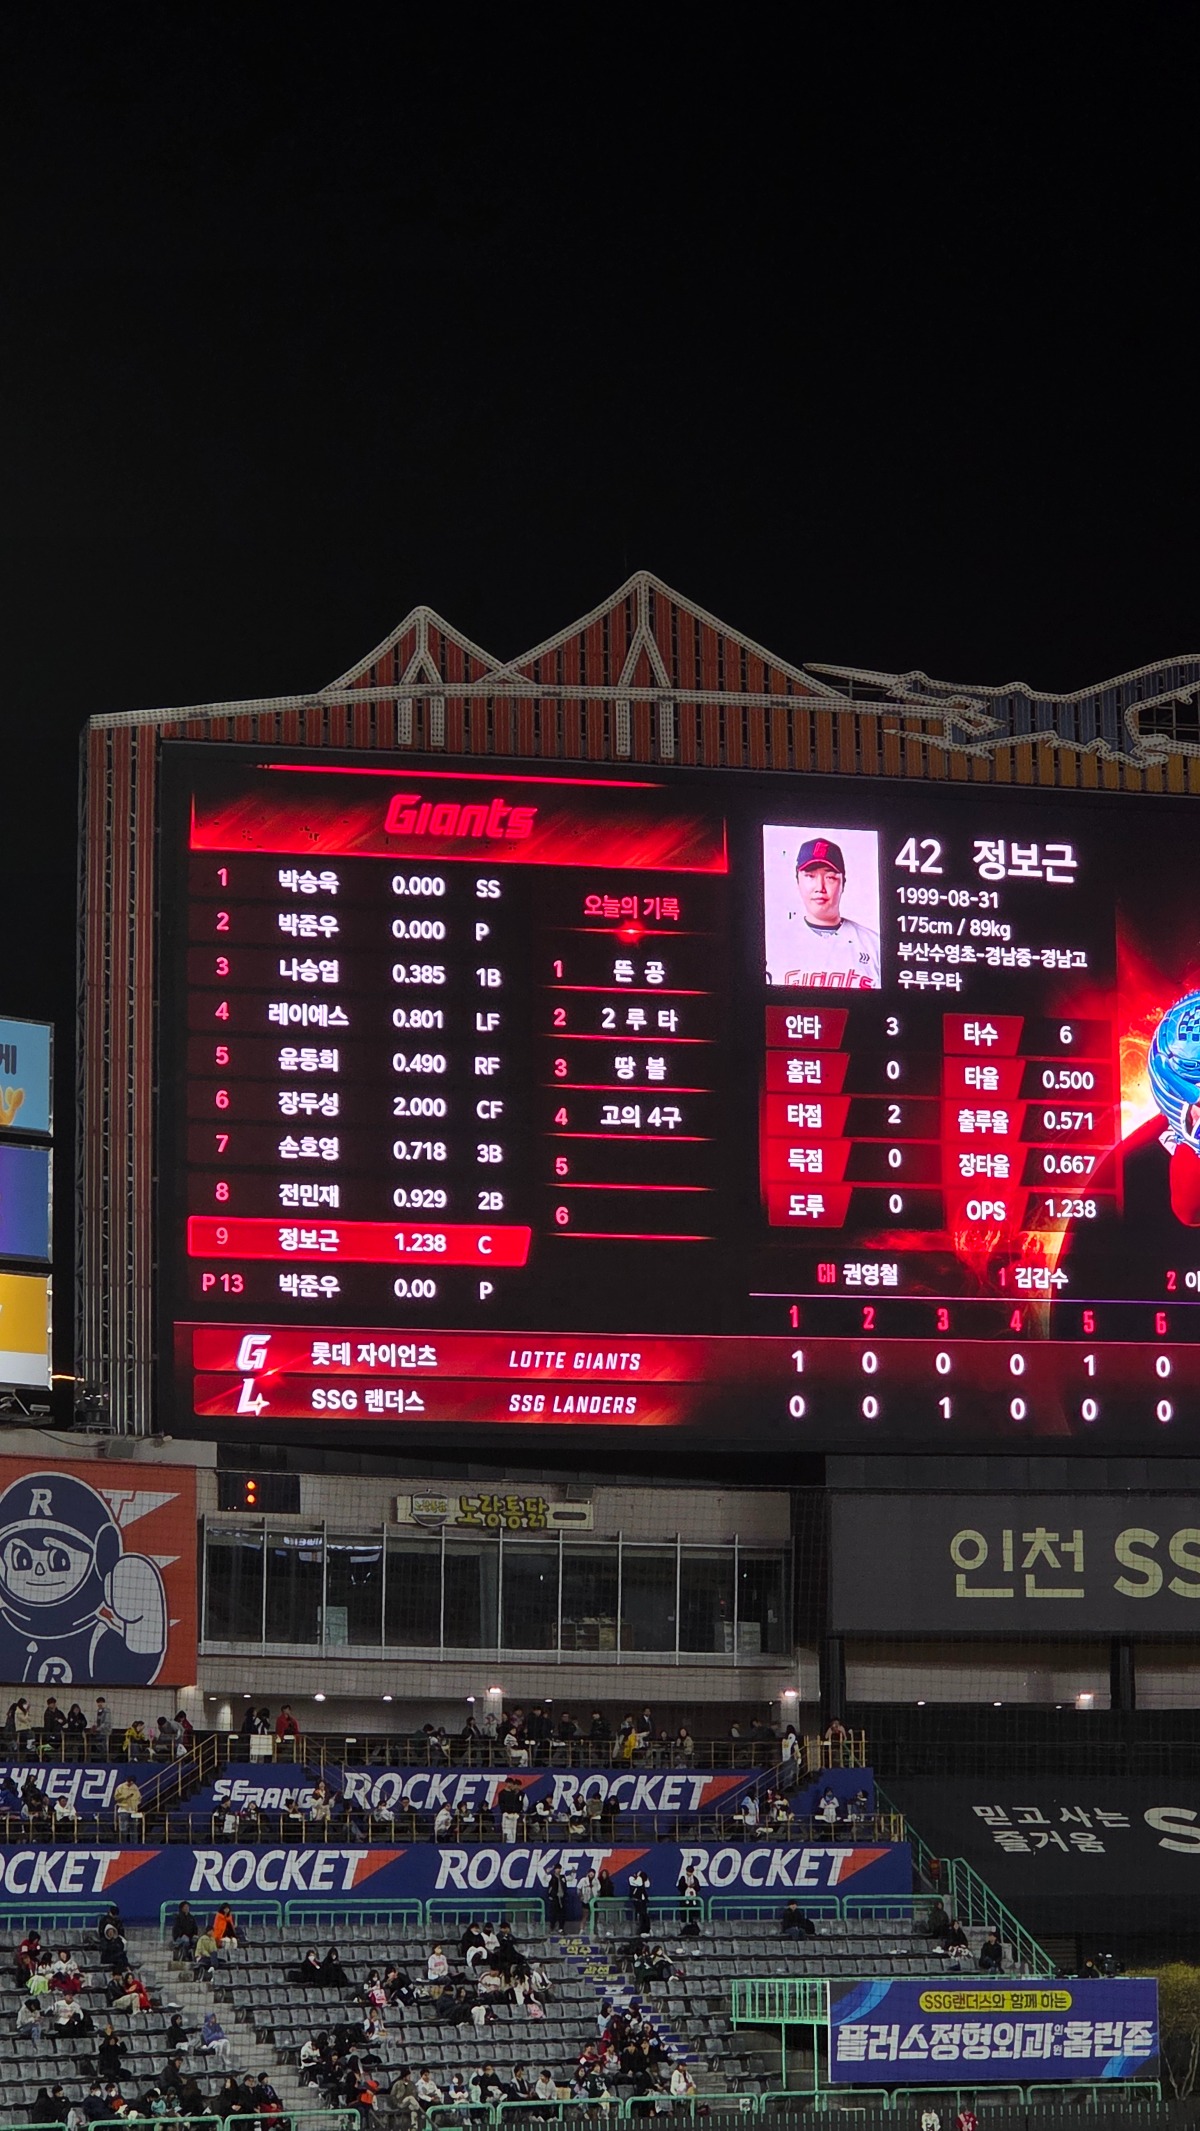 Giants
1 박승욱 0.000 SS
2 박준우 0.000 P
3 나승엽 0.385 1B
4 레이예스 0.801 LF
5 윤동희 0.490 RF
6 장두성 2.000 CF
7 손호영 0.718 3B
8 전민재 0.929 2B
9 정보근 1.238 C
P 13 박준우 0.00 P
오늘의 기록
1 뜬 공
2 2 루 타
3 땅 볼
4 고의 4구
5
6
42 정보근
1999-08-31
175cm / 89kg
부산수영초-경남중-경남고
우투우타
Giants
안타 3 타수 6
홈런 0 타율 0.500
타점 2 출루율 0.571
득점 0 장타율 0.667
도루 0 OPS 1.238
CH 권영철 1 김갑수 2 이
1 2 3 4 5 6
G 롯데 자이언츠 LOTTE GIANTS 1 0 0 0 1 0
L SSG 랜더스 SSG LANDERS 0 0 1 0 0 0
게
R
R
노랑통닭
인천 SS
배터리 SEBANG ROCKET ROCKET
OCKET ROCKET ROCKET ROCKET
믿고 사는
즐거움
S
SSG랜더스와 함께 하는
플러스정형외과의원 홈런존